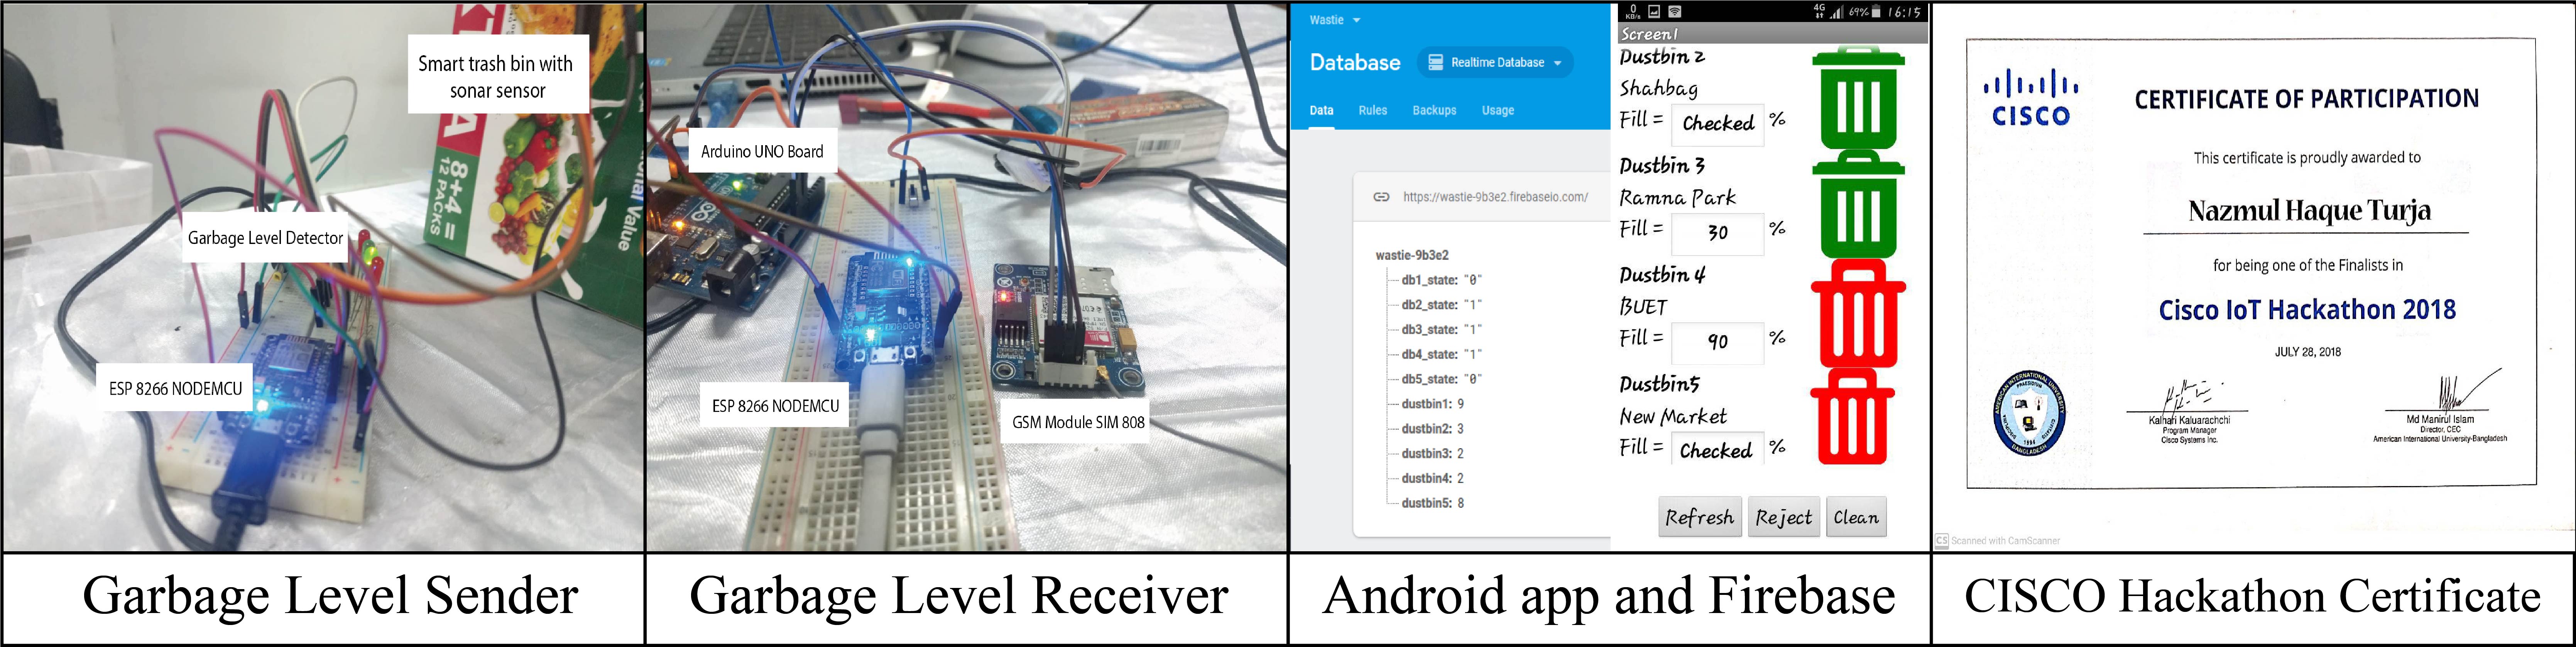 Smart trash bin with
sonar sensor
8+4=
12 PACKS
Value
Garbage Level Detector
ESP 8266 NODEMCU
Garbage Level Sender
Arduino UNO Board
ESP 8266 NODEMCU
GSM Module SIM 808
Garbage Level Receiver
Wastie
Database
Realtime Database
Data Rules Backups Usage
https://wastie-9b3e2.firebaseio.com/
wastie-9b3e2
db1_state: "0"
db2_state: "1"
db3_state: "1"
db4_state: "1"
db5_state: "0"
dustbin1: 9
dustbin2: 3
dustbin3: 2
dustbin4: 2
dustbin5: 8
0
KB/s
4G
69%
16:15
Screen1
Dustbin 2
Shahbag
Fill = Checked %
Dustbin 3
Ramna Park
Fill = 30 %
Dustbin 4
BUET
Fill = 90 %
Dustbin5
New Market
Fill = Checked %
Refresh Reject Clean
Android app and Firebase
CISCO
CERTIFICATE OF PARTICIPATION
This certificate is proudly awarded to
Nazmul Haque Turja
for being one of the Finalists in
Cisco IoT Hackathon 2018
JULY 28, 2018
AMERICAN INTERNATIONAL UNIVERSITY
BANGLADESH
1994
Kalhari Kaluarachchi
Program Manager
Cisco Systems Inc.
Md Manirul Islam
Director, CEC
American International University-Bangladesh
CS Scanned with CamScanner
CISCO Hackathon Certificate